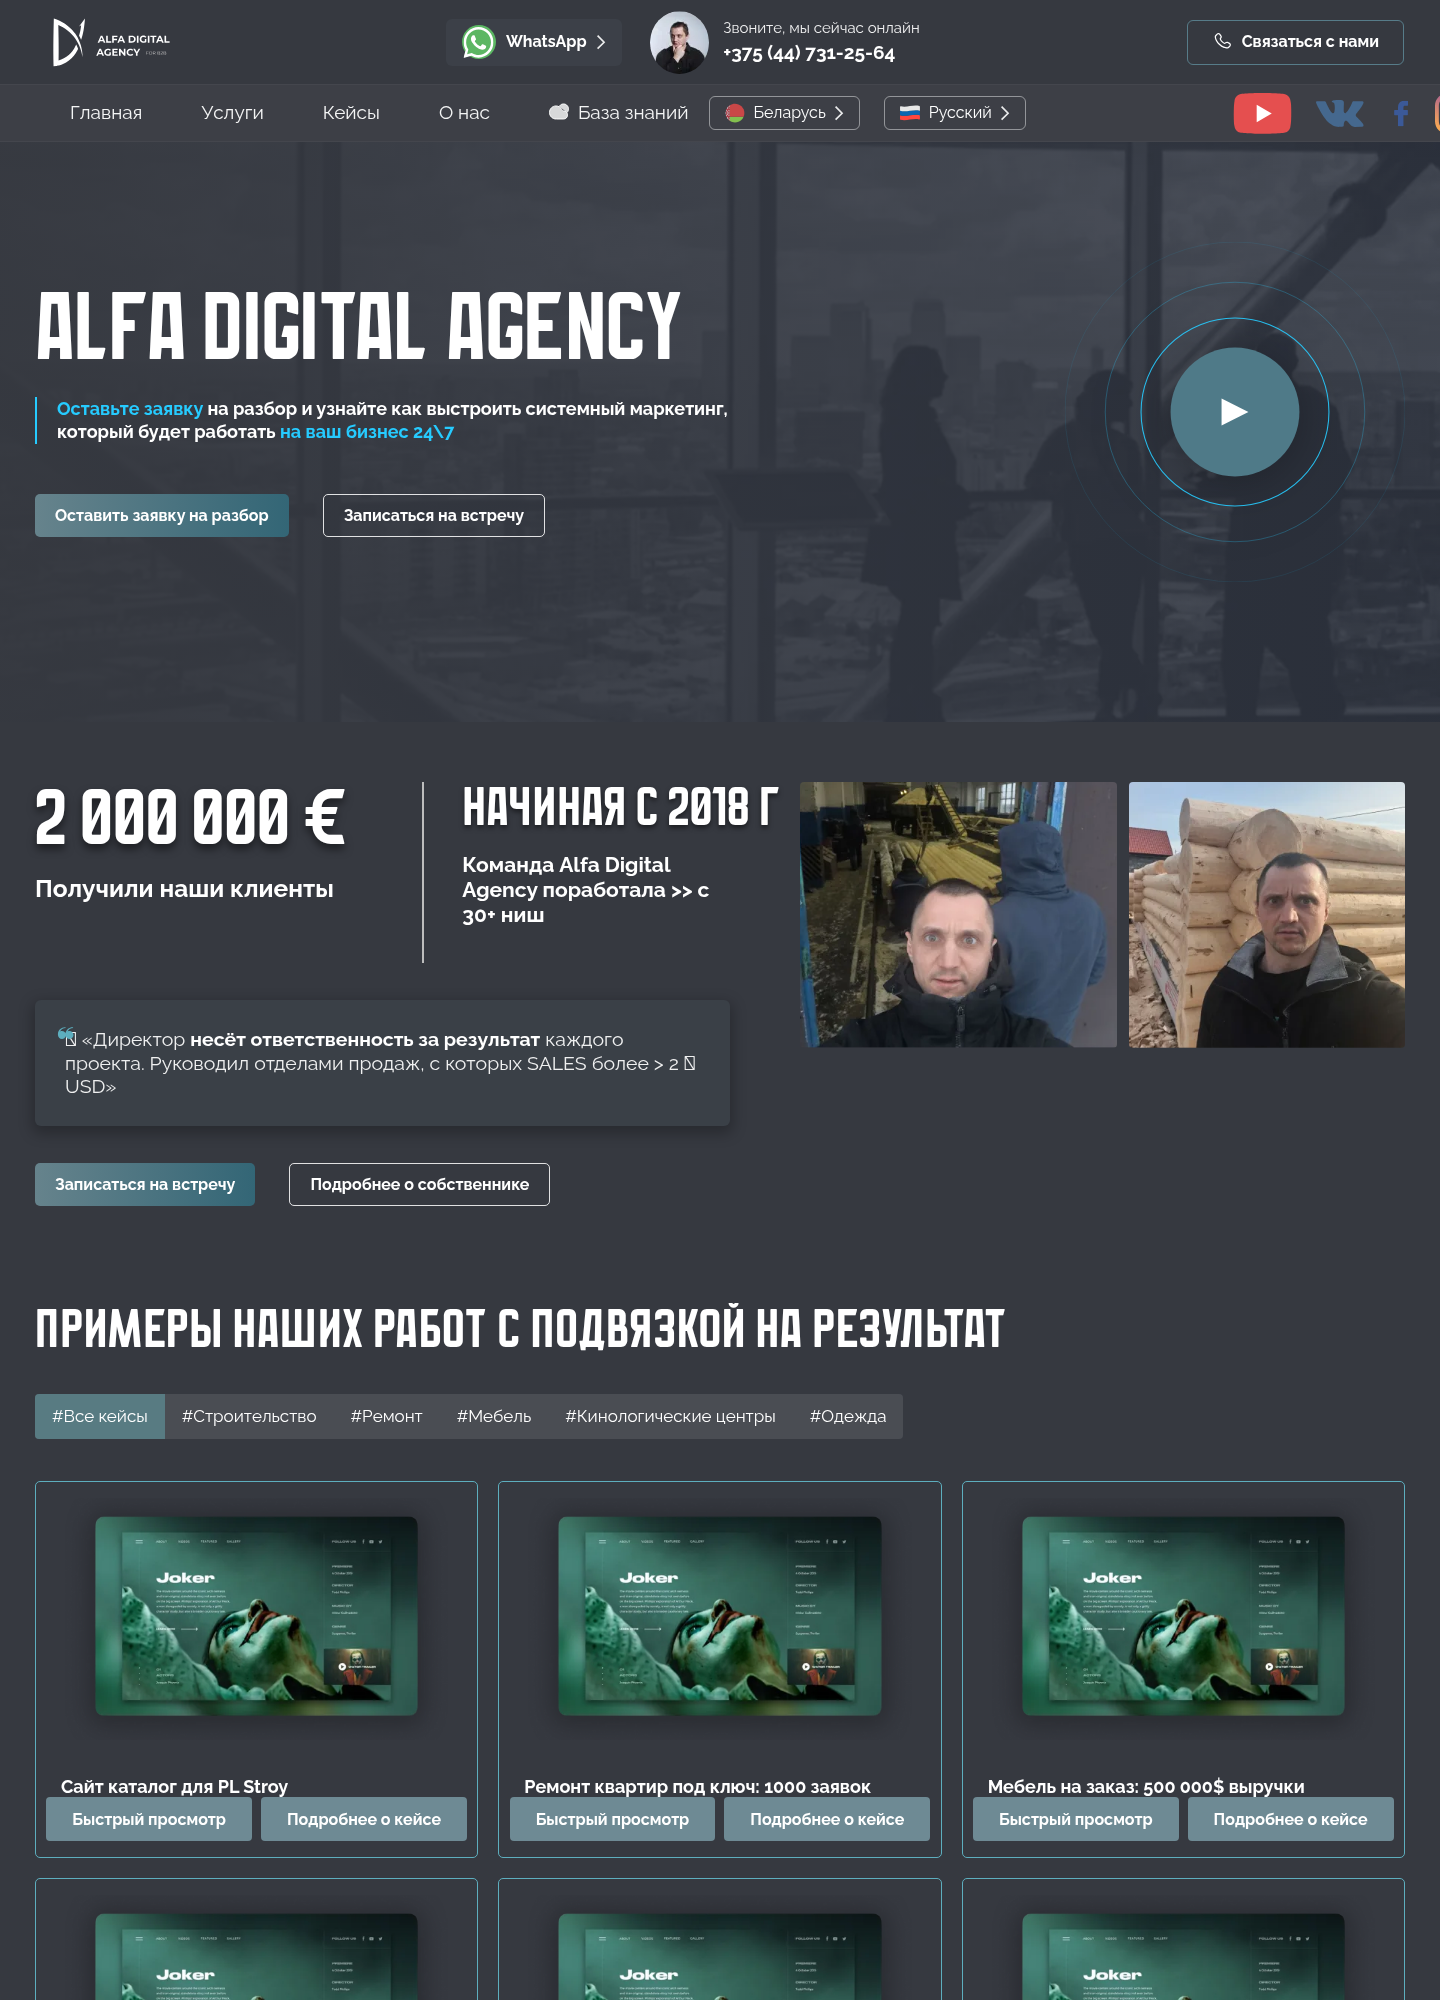 ALFA DIGITAL
AGENCY FOR B2B
WhatsApp
Звоните, мы сейчас онлайн
+375 (44) 731-25-64
Связаться с нами
Главная
Услуги
Кейсы
О нас
База знаний
Беларусь
Русский
ALFA DIGITAL AGENCY
Оставьте заявку на разбор и узнайте как выстроить системный маркетинг,
который будет работать на ваш бизнес 24\7
Оставить заявку на разбор
Записаться на встречу
2 000 000 €
Получили наши клиенты
НАЧИНАЯ С 2018 Г
Команда Alfa Digital
Agency поработала >> с
30+ ниш
«Директор несёт ответственность за результат каждого
проекта. Руководил отделами продаж, с которых SALES более > 2
USD»
Записаться на встречу
Подробнее о собственнике
ПРИМЕРЫ НАШИХ РАБОТ С ПОДВЯЗКОЙ НА РЕЗУЛЬТАТ
#Все кейсы
#Строительство
#Ремонт
#Мебель
#Кинологические центры
#Одежда
Joker
Joker
Joker
Сайт каталог для PL Stroy
Ремонт квартир под ключ: 1000 заявок
Мебель на заказ: 500 000$ выручки
Быстрый просмотр
Подробнее о кейсе
Быстрый просмотр
Подробнее о кейсе
Быстрый просмотр
Подробнее о кейсе
Joker
Joker
Joker